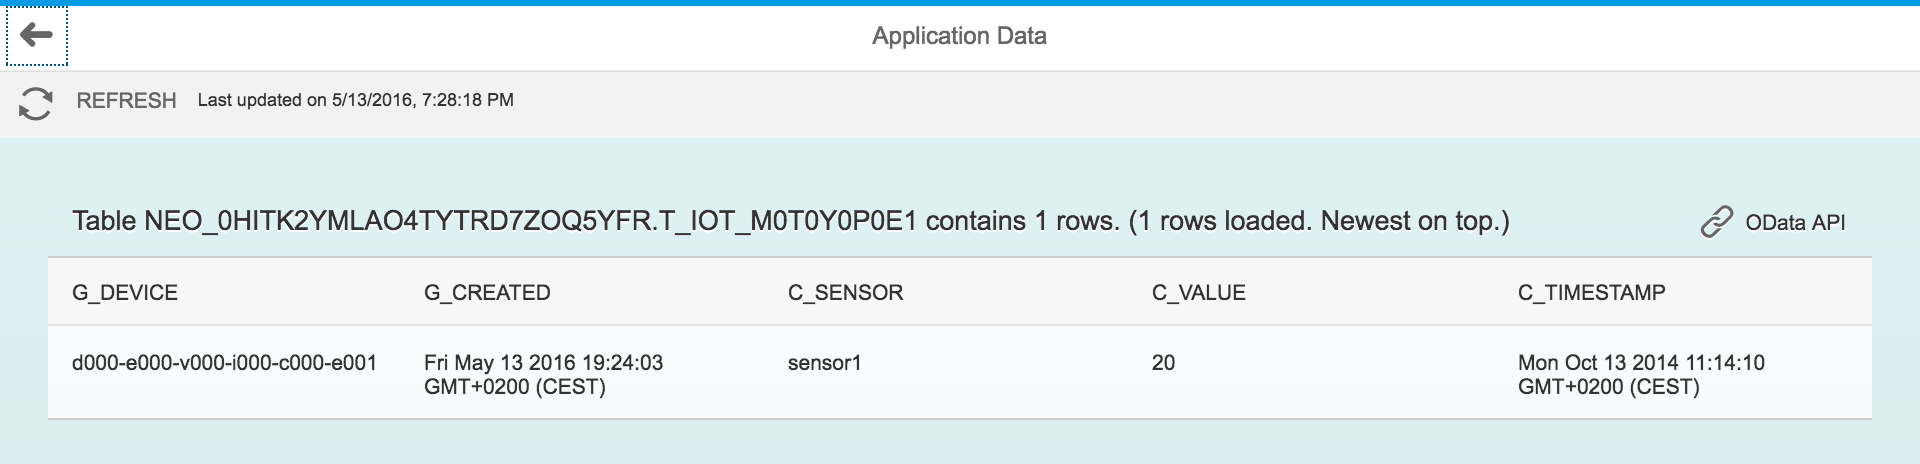 Application Data
REFRESH Last updated on 5/13/2016, 7:28:18 PM
Table NEO_0HITK2YMLAO4TYTRD7ZOQ5YFR.T_IOT_M0T0Y0P0E1 contains 1 rows. (1 rows loaded. Newest on top.) OData API
G_DEVICE G_CREATED C_SENSOR C_VALUE C_TIMESTAMP
d000-e000-v000-i000-c000-e001 Fri May 13 2016 19:24:03 sensor1 20 Mon Oct 13 2014 11:14:10
GMT+0200 (CEST) GMT+0200 (CEST)